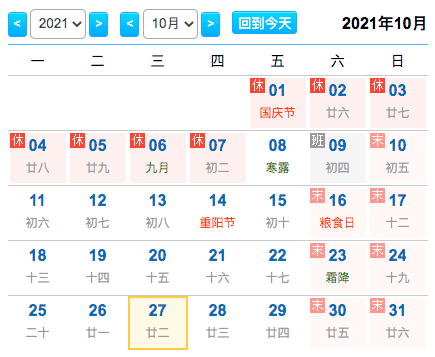 < 2021 > < 10月 > 回到今天 2021年10月
一 二 三 四 五 六 日
休 01 休 02 休 03
国庆节 廿六 廿七
休 04 休 05 休 06 休 07 08 班 09 末 10
廿八 廿九 九月 初二 寒露 初四 初五
11 12 13 14 15 末 16 末 17
初六 初七 初八 重阳节 初十 粮食日 十二
18 19 20 21 22 末 23 末 24
十三 十四 十五 十六 十七 霜降 十九
25 26 27 28 29 末 30 末 31
二十 廿一 廿二 廿三 廿四 廿五 廿六